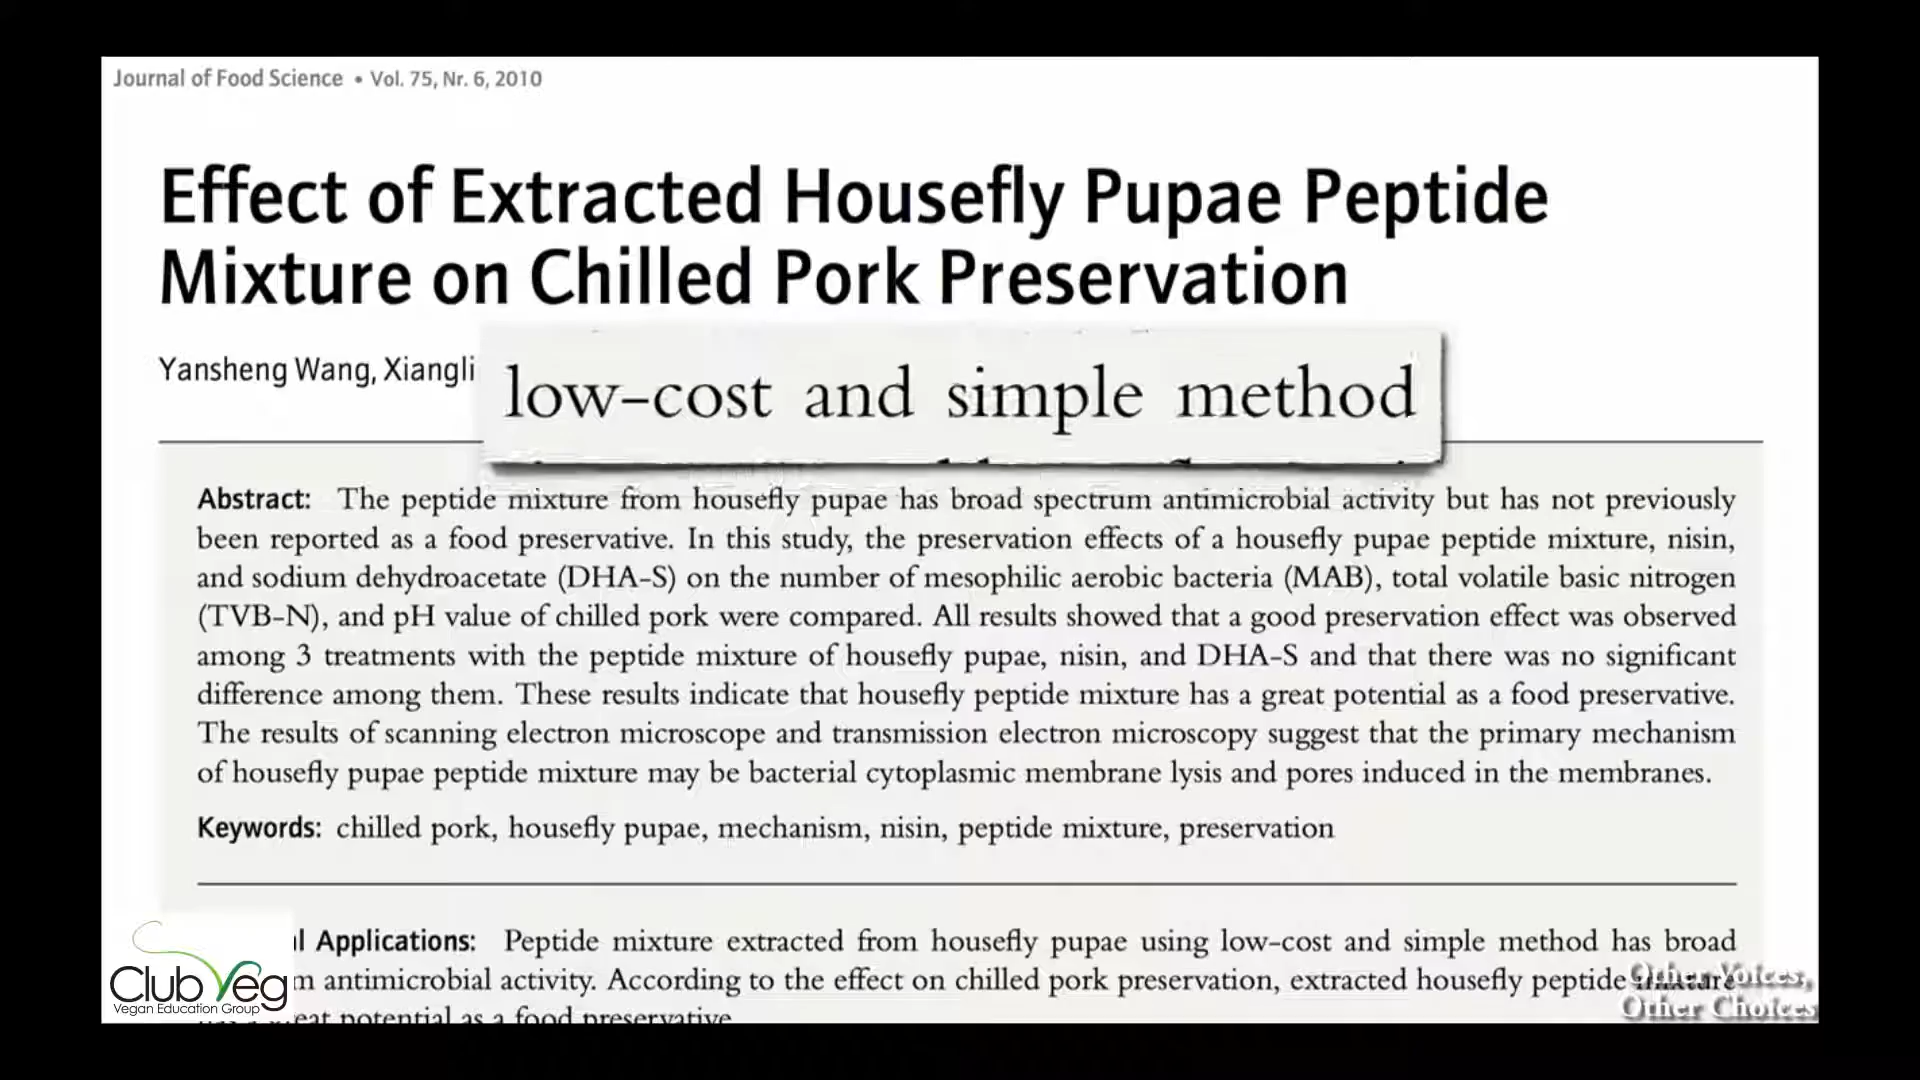 Journal of Food Science • Vol. 75, Nr. 6, 2010
Effect of Extracted Housefly Pupae Peptide
Mixture on Chilled Pork Preservation
Yansheng Wang, Xiangli
low-cost and simple method
Abstract: The peptide mixture from housefly pupae has broad spectrum antimicrobial activity but has not previously
been reported as a food preservative. In this study, the preservation effects of a housefly pupae peptide mixture, nisin,
and sodium dehydroacetate (DHA-S) on the number of mesophilic aerobic bacteria (MAB), total volatile basic nitrogen
(TVB-N), and pH value of chilled pork were compared. All results showed that a good preservation effect was observed
among 3 treatments with the peptide mixture of housefly pupae, nisin, and DHA-S and that there was no significant
difference among them. These results indicate that housefly peptide mixture has a great potential as a food preservative.
The results of scanning electron microscope and transmission electron microscopy suggest that the primary mechanism
of housefly pupae peptide mixture may be bacterial cytoplasmic membrane lysis and pores induced in the membranes.
Keywords: chilled pork, housefly pupae, mechanism, nisin, peptide mixture, preservation
l Applications: Peptide mixture extracted from housefly pupae using low-cost and simple method has broad
m antimicrobial activity. According to the effect on chilled pork preservation, extracted housefly peptide mixture
eat potential as a food preservative
Club Veg
Vegan Education Group
Other Voices,
Other Choices